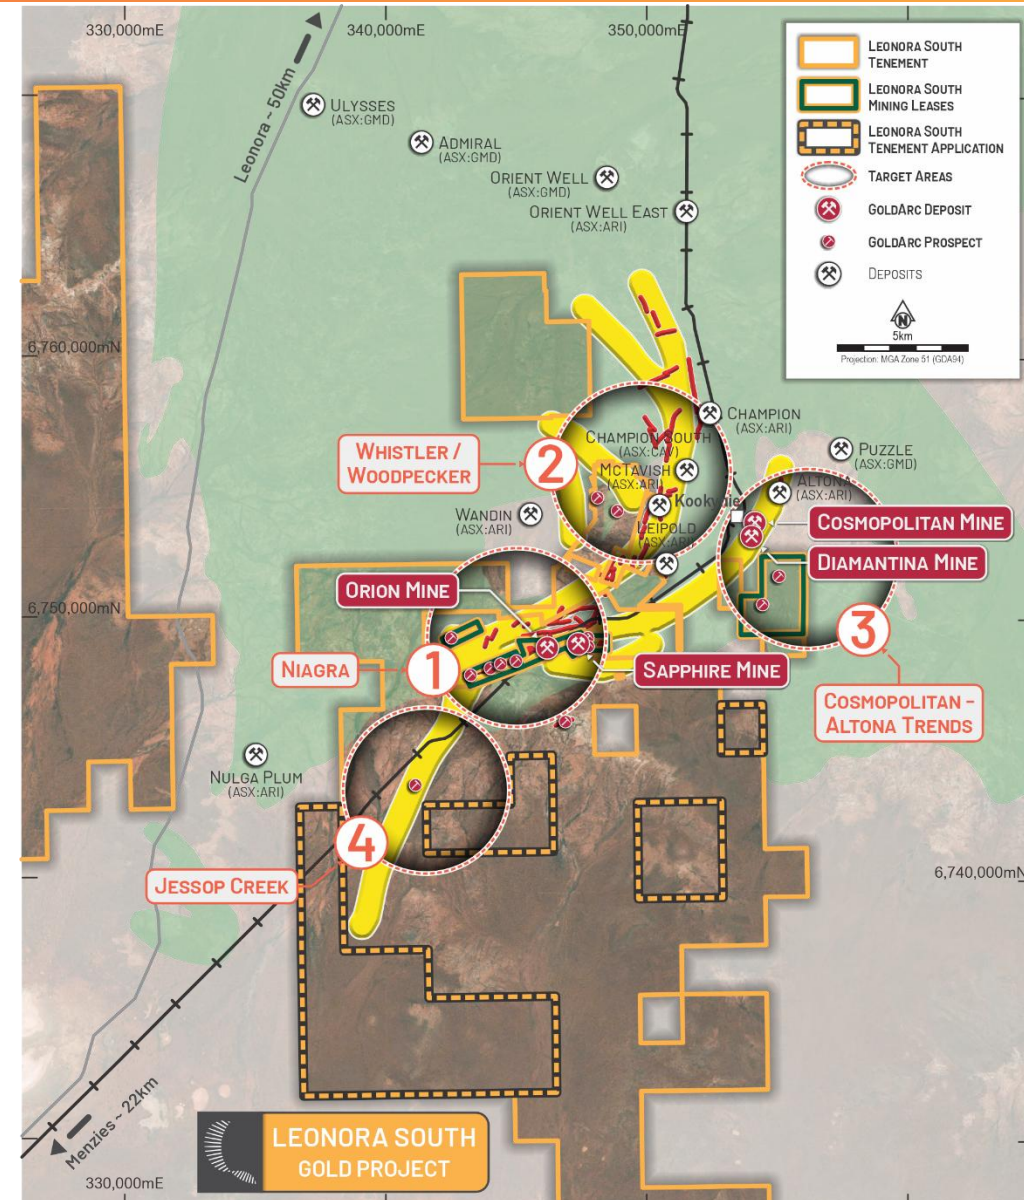 330,000mE
340,000mE
350,000mE
Leonora ~ 50km
LEONORA SOUTH
TENEMENT
LEONORA SOUTH
MINING LEASES
LEONORA SOUTH
TENEMENT APPLICATION
TARGET AREAS
GOLDARC DEPOSIT
GOLDARC PROSPECT
DEPOSITS
N
5km
Projection: MGA Zone 51 (GDA94)
ULYSSES
(ASX:GMD)
ADMIRAL
(ASX:GMD)
ORIENT WELL
(ASX:GMD)
ORIENT WELL EAST
(ASX:ARI)
6,760,000mN
CHAMPION
(ASX:ARI)
CHAMPION SOUTH
(ASX:CAV)
PUZZLE
(ASX:GMD)
WHISTLER /
WOODPECKER
2
MCTAVISH
(ASX:ARI)
ALTONA
(ASX:ARI)
Kookynie
WANDIN
(ASX:ARI)
LEIPOLD
(ASX:ARI)
COSMOPOLITAN MINE
DIAMANTINA MINE
ORION MINE
6,750,000mN
3
NIAGRA
1
SAPPHIRE MINE
COSMOPOLITAN -
ALTONA TRENDS
NULGA PLUM
(ASX:ARI)
4
JESSOP CREEK
6,740,000mN
Menzies ~ 22km
LEONORA SOUTH
GOLD PROJECT
330,000mE